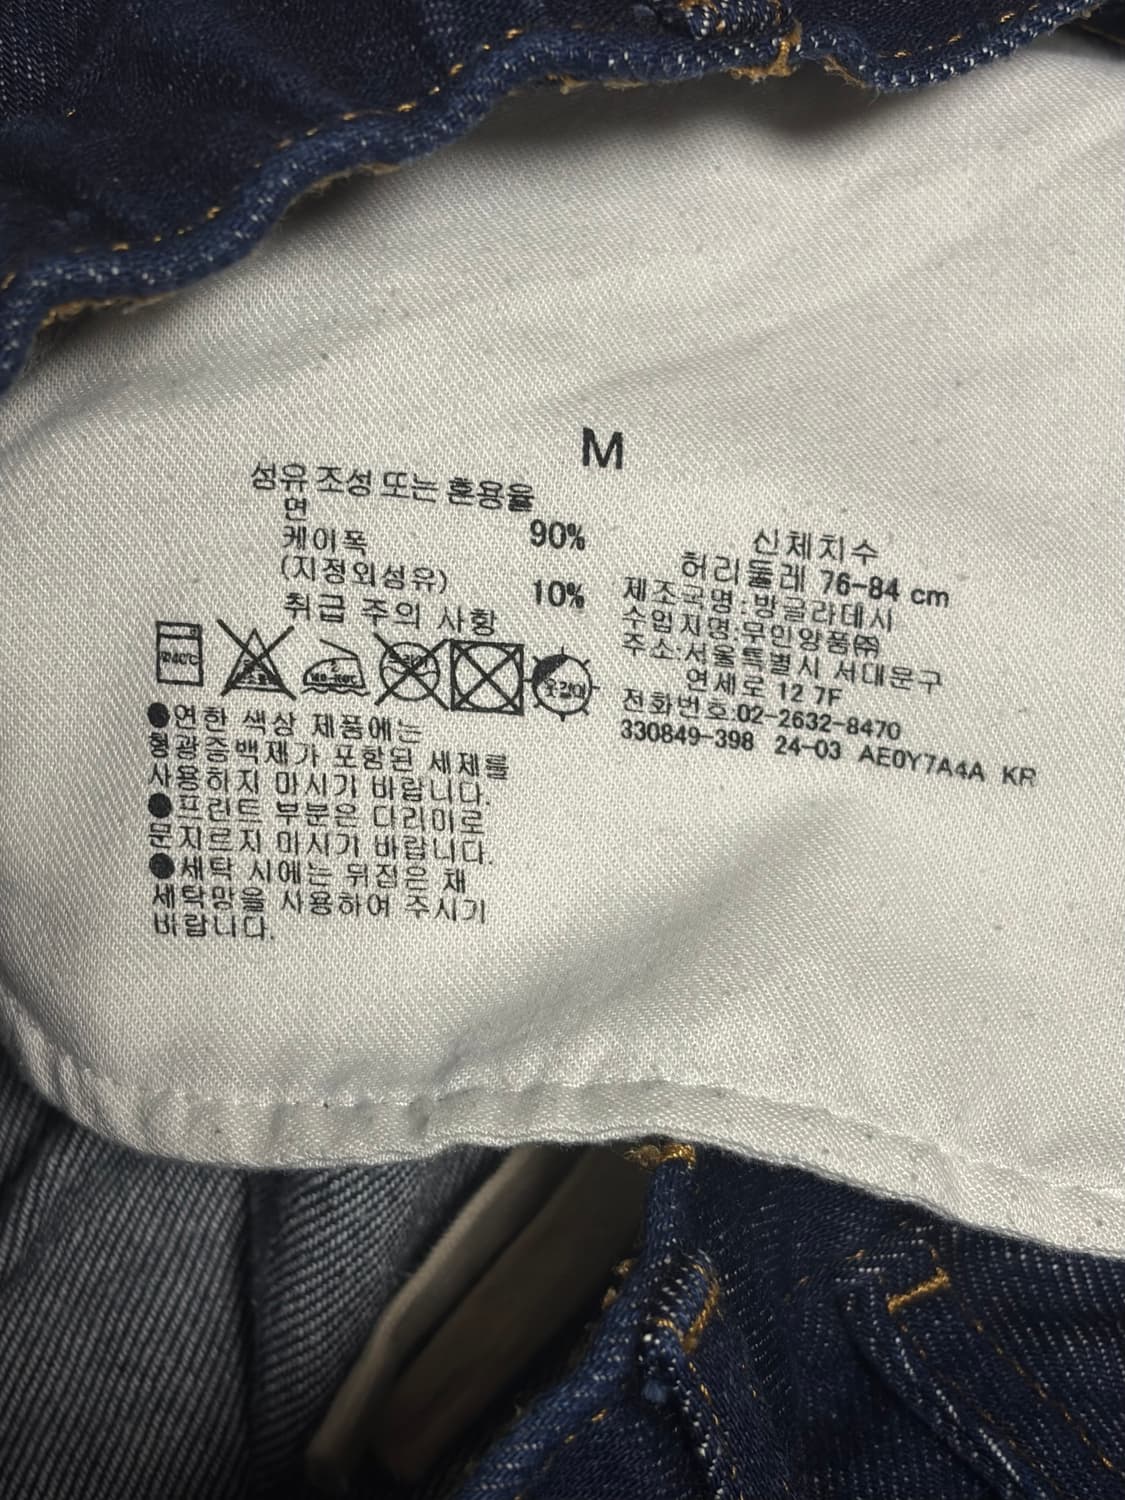 M
섬유 조성 또는 혼용율
면 90%
케이폭
(지정외섬유) 10%
취급 주의 사항
약40℃
●연한 색상 제품에는
형광증백제가 포함된 세제를
사용하지 마시기 바랍니다.
●프린트 부분은 다리미로
문지르지 마시기 바랍니다.
●세탁 시에는 뒤집은 채
세탁망을 사용하여 주시기
바랍니다.
신체치수
허리둘레 76-84 cm
제조국명:방글라데시
수업자명:무인양품㈜
주소:서울특별시 서대문구
연세로 12 7F
전화번호:02-2632-8470
330849-398 24-03 AE0Y7A4A KR